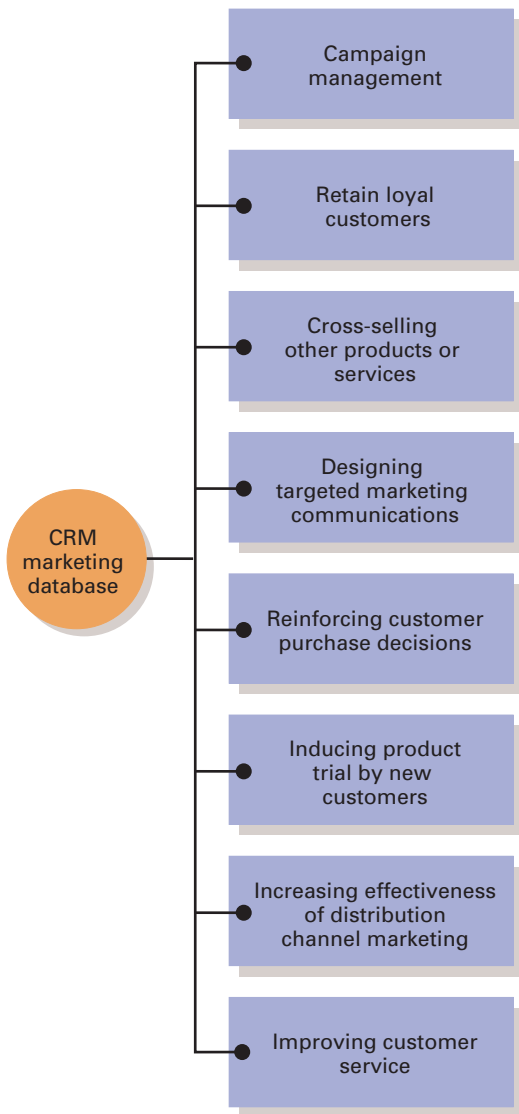 Campaign
management
Retain loyal
customers
Cross-selling
other products or
services
Designing
targeted marketing
communications
CRM
marketing
database
Reinforcing customer
purchase decisions
Inducing product
trial by new
customers
Increasing effectiveness
of distribution
channel marketing
Improving customer
service